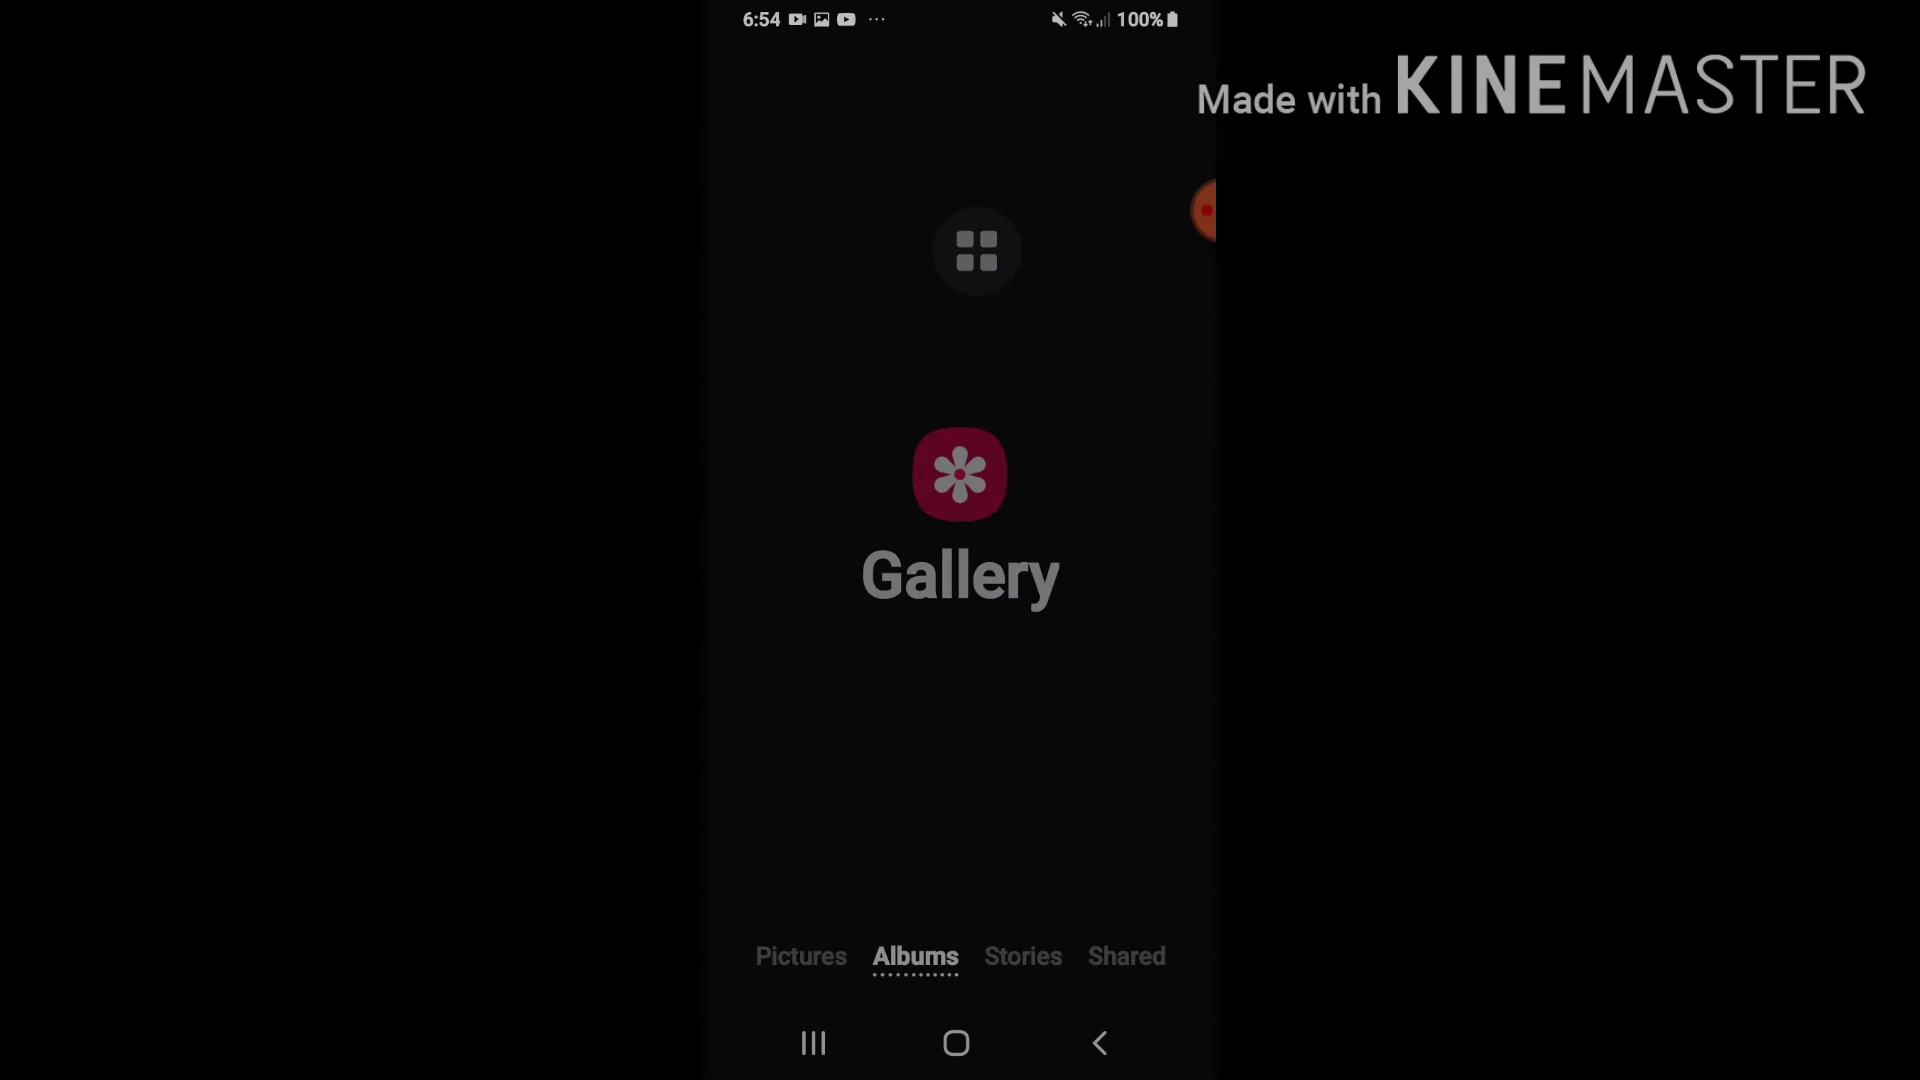 6:54
100%
Made with KINEMASTER
Gallery
Pictures Albums Stories Shared